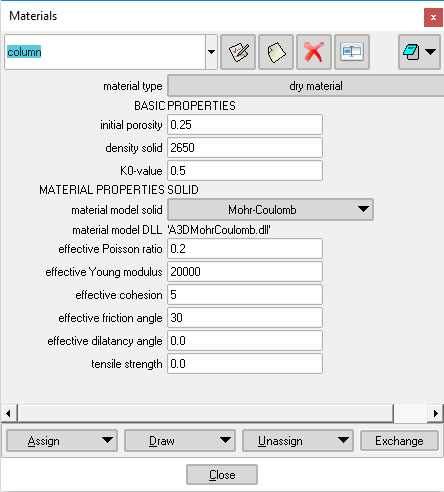 Materials
column
material type dry material
BASIC PROPERTIES
initial porosity 0.25
density solid 2650
K0-value 0.5
MATERIAL PROPERTIES SOLID
material model solid Mohr-Coulomb
material model DLL 'A3DMohrCoulomb.dll'
effective Poisson ratio 0.2
effective Young modulus 20000
effective cohesion 5
effective friction angle 30
effective dilatancy angle 0.0
tensile strength 0.0
Assign Draw Unassign Exchange
Close